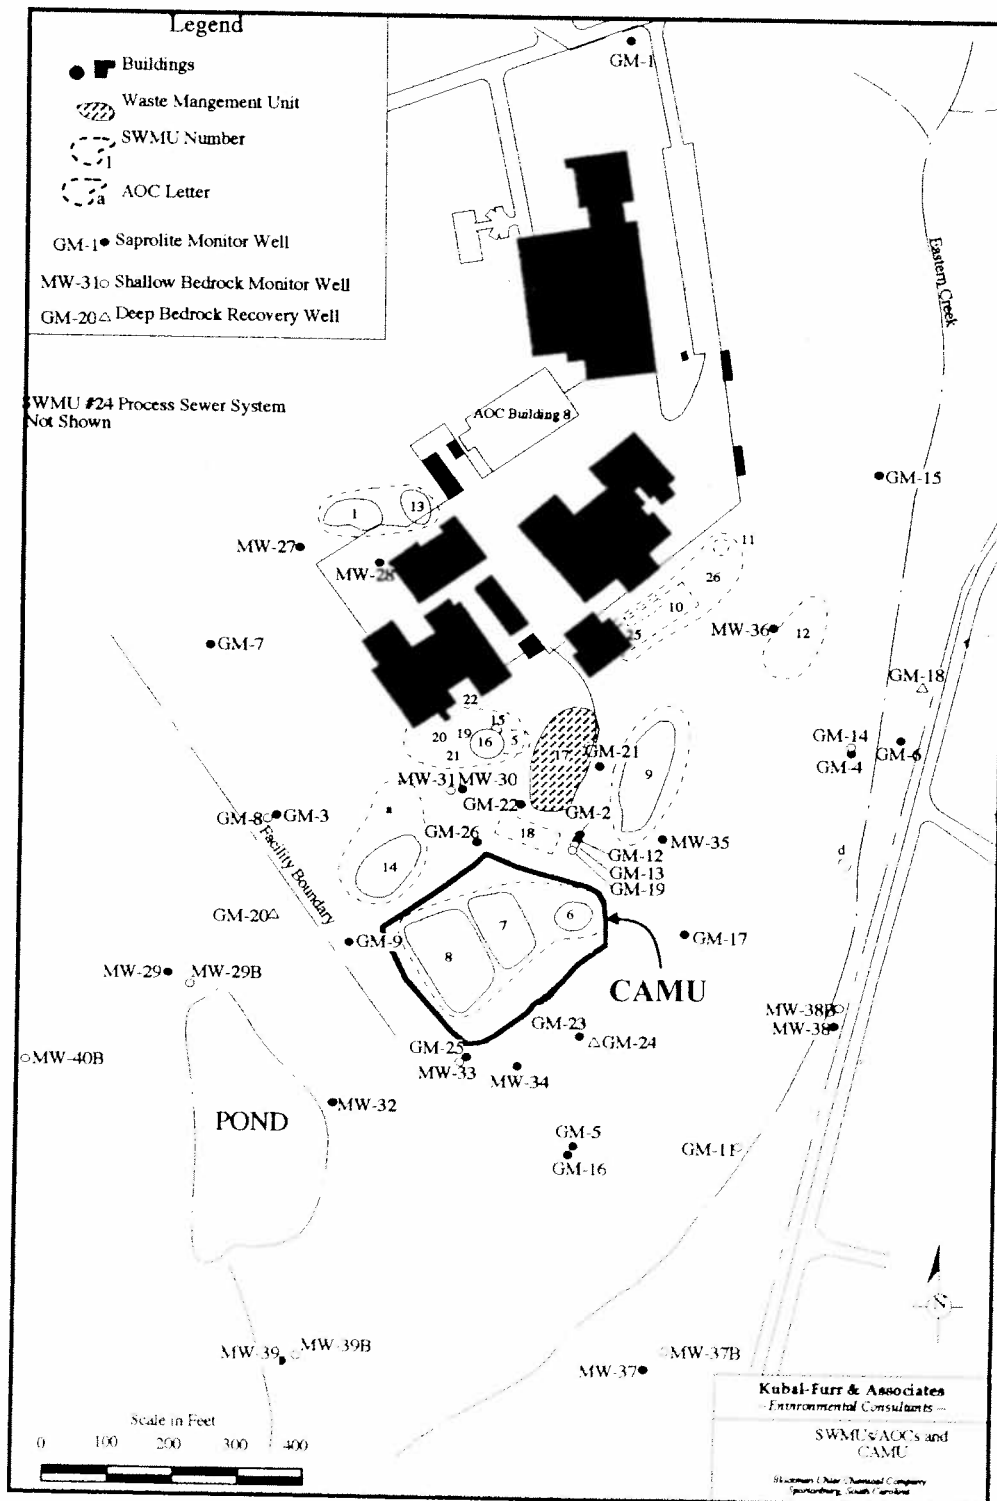 Legend
Buildings
Waste Mangement Unit
SWMU Number
1
AOC Letter
a
GM-1 Saprolite Monitor Well
MW-31 Shallow Bedrock Monitor Well
GM-20 Deep Bedrock Recovery Well
SWMU #24 Process Sewer System
Not Shown
GM-1
Eastern Creek
AOC Building 8
GM-15
1
13
MW-27
MW-28
11
26
10
25
MW-36
12
GM-7
GM-18
22
15
20
19
16
5
21
17
GM-21
9
GM-14
GM-4
GM-6
MW-31
MW-30
GM-22
a
GM-2
GM-8
GM-3
GM-26
18
MW-35
GM-12
GM-13
GM-19
d
14
Facility Boundary
GM-20
GM-9
8
7
6
GM-17
CAMU
MW-29
MW-29B
MW-38B
MW-38
GM-23
GM-24
GM-25
MW-33
MW-34
MW-40B
MW-32
POND
GM-5
GM-16
GM-11
N
MW-39
MW-39B
MW-37B
MW-37
Scale in Feet
0 100 200 300 400
Kubal-Furr & Associates
Environmental Consultants
SWMUs/AOCs and
CAMU
Chemical Company
Spartanburg, South Carolina